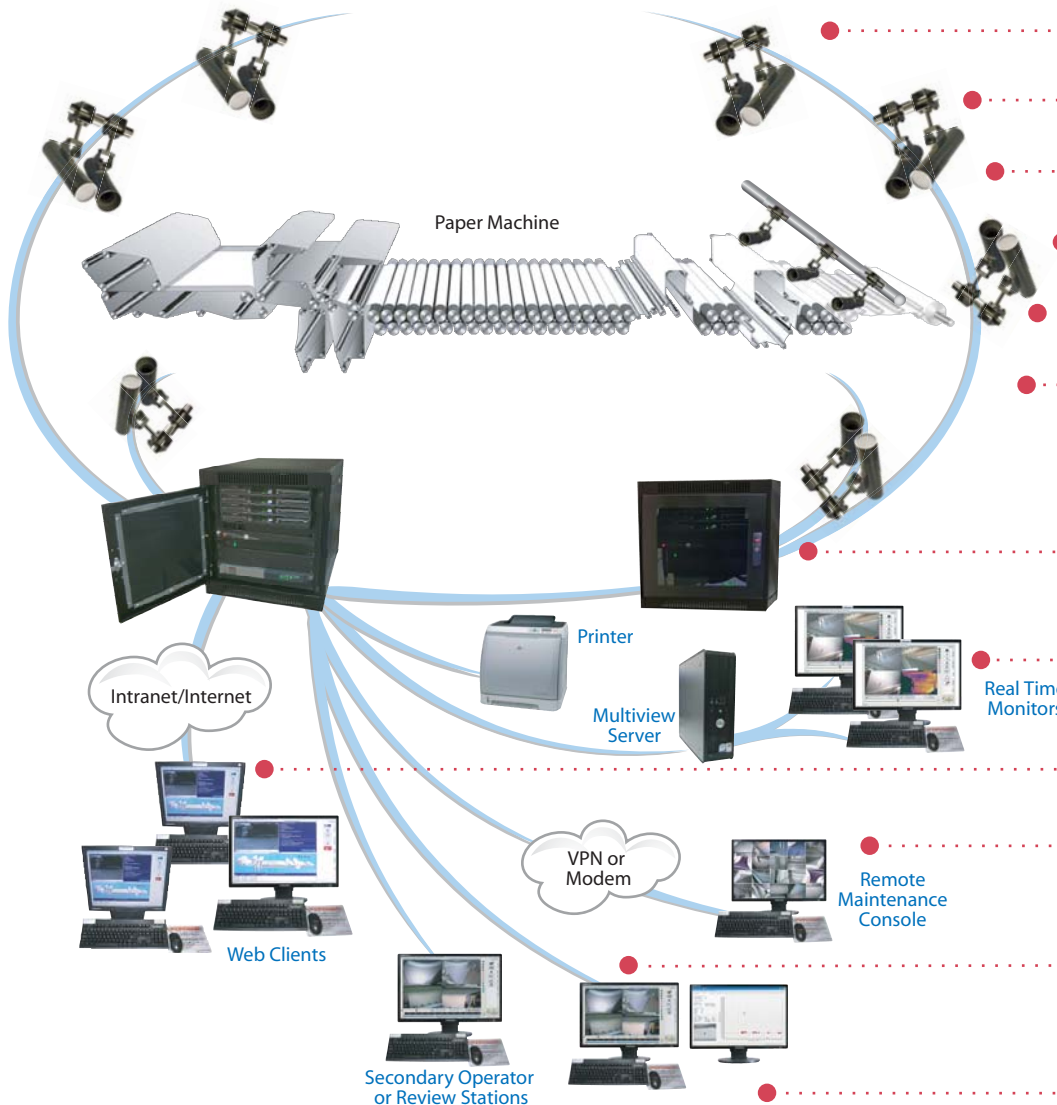 Paper Machine
Printer
Intranet/Internet
Multiview
Server
Real Time
Monitors
VPN or
Modem
Remote
Maintenance
Console
Web Clients
Secondary Operator
or Review Stations